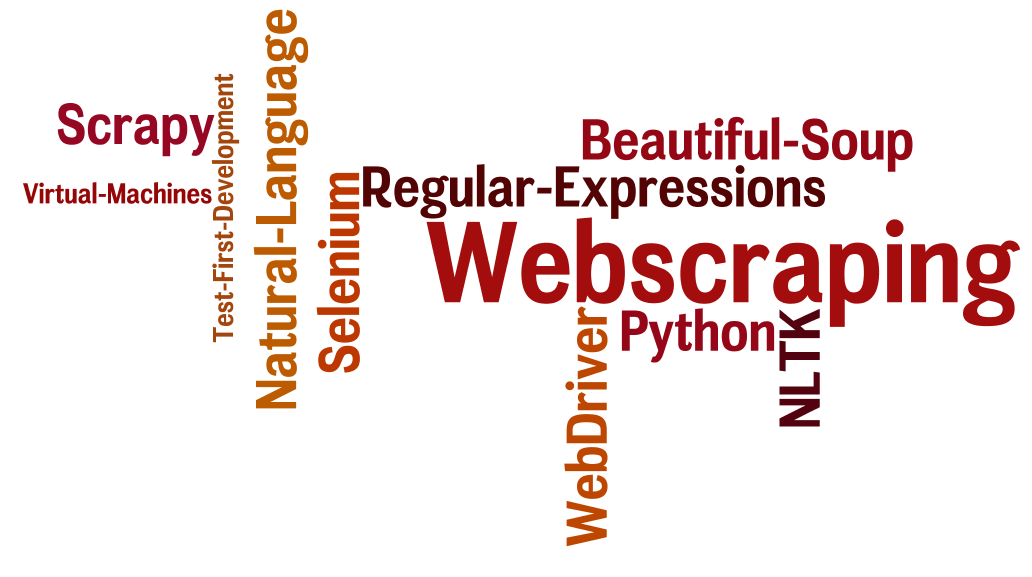 Scrapy
Virtual-Machines
Test-First-Development
Natural-Language
Selenium
Beautiful-Soup
Regular-Expressions
Webscraping
WebDriver
Python
NLTK